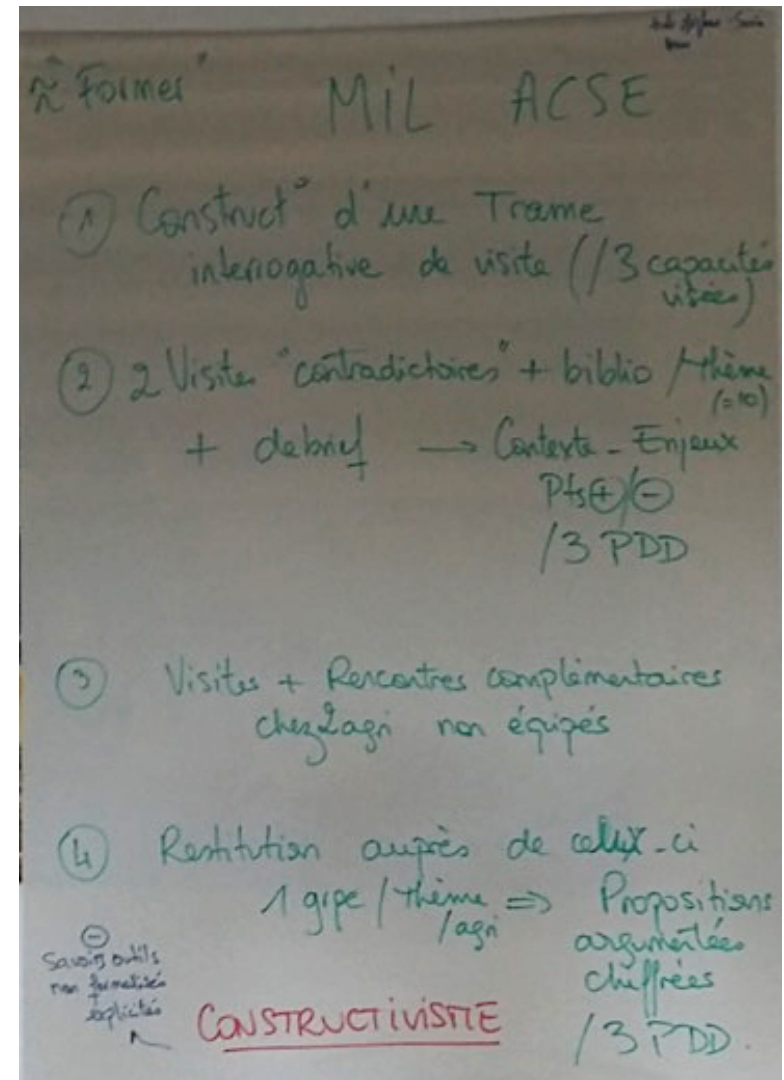 "Former" MIL ACSE
① Construct° d'une Trame
interrogative de visite (/3 capacités
visées)
② 2 Visites "contradictoires" + biblio /thème
(=10)
+ debrief → Contexte - Enjeux
Pts ⊕/⊖
/3 PDD
③ Visites + Rencontres complémentaires
chez 2 agri non équipés
④ Restitution auprès de ceux-ci
1 grpe / thème ⇒ Propositions
/agri argumentées
chiffrées
/3 PDD.
⊖
Savoirs outils
non formalisés
explicités
CONSTRUCTIVISTE